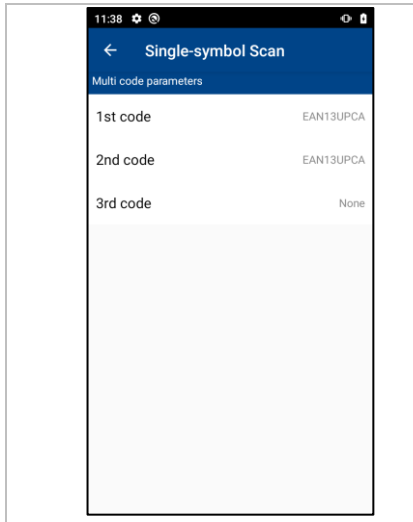 11:38
Single-symbol Scan
Multi code parameters
1st code EAN13UPCA
2nd code EAN13UPCA
3rd code None